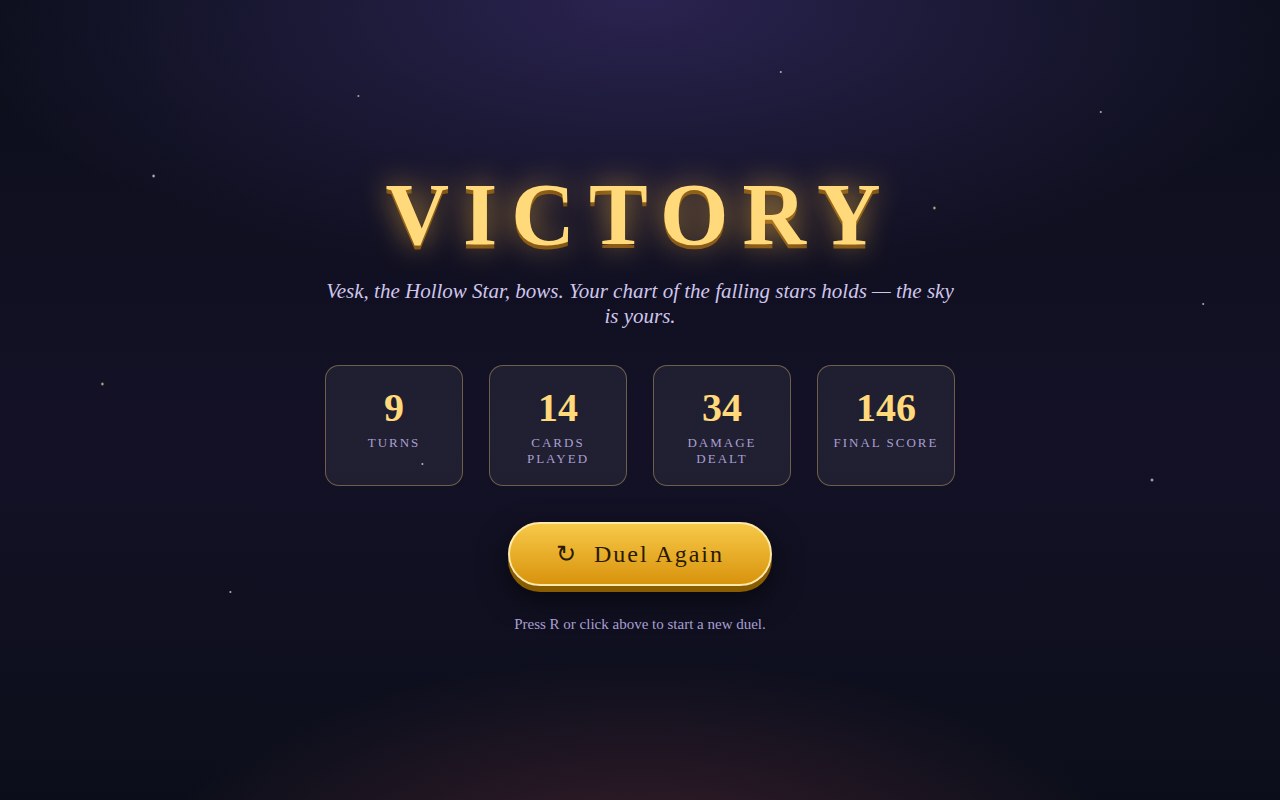 VICTORY
Vesk, the Hollow Star, bows. Your chart of the falling stars holds — the sky
is yours.
9
TURNS
14
CARDS
PLAYED
34
DAMAGE
DEALT
146
FINAL SCORE
↻ Duel Again
Press R or click above to start a new duel.